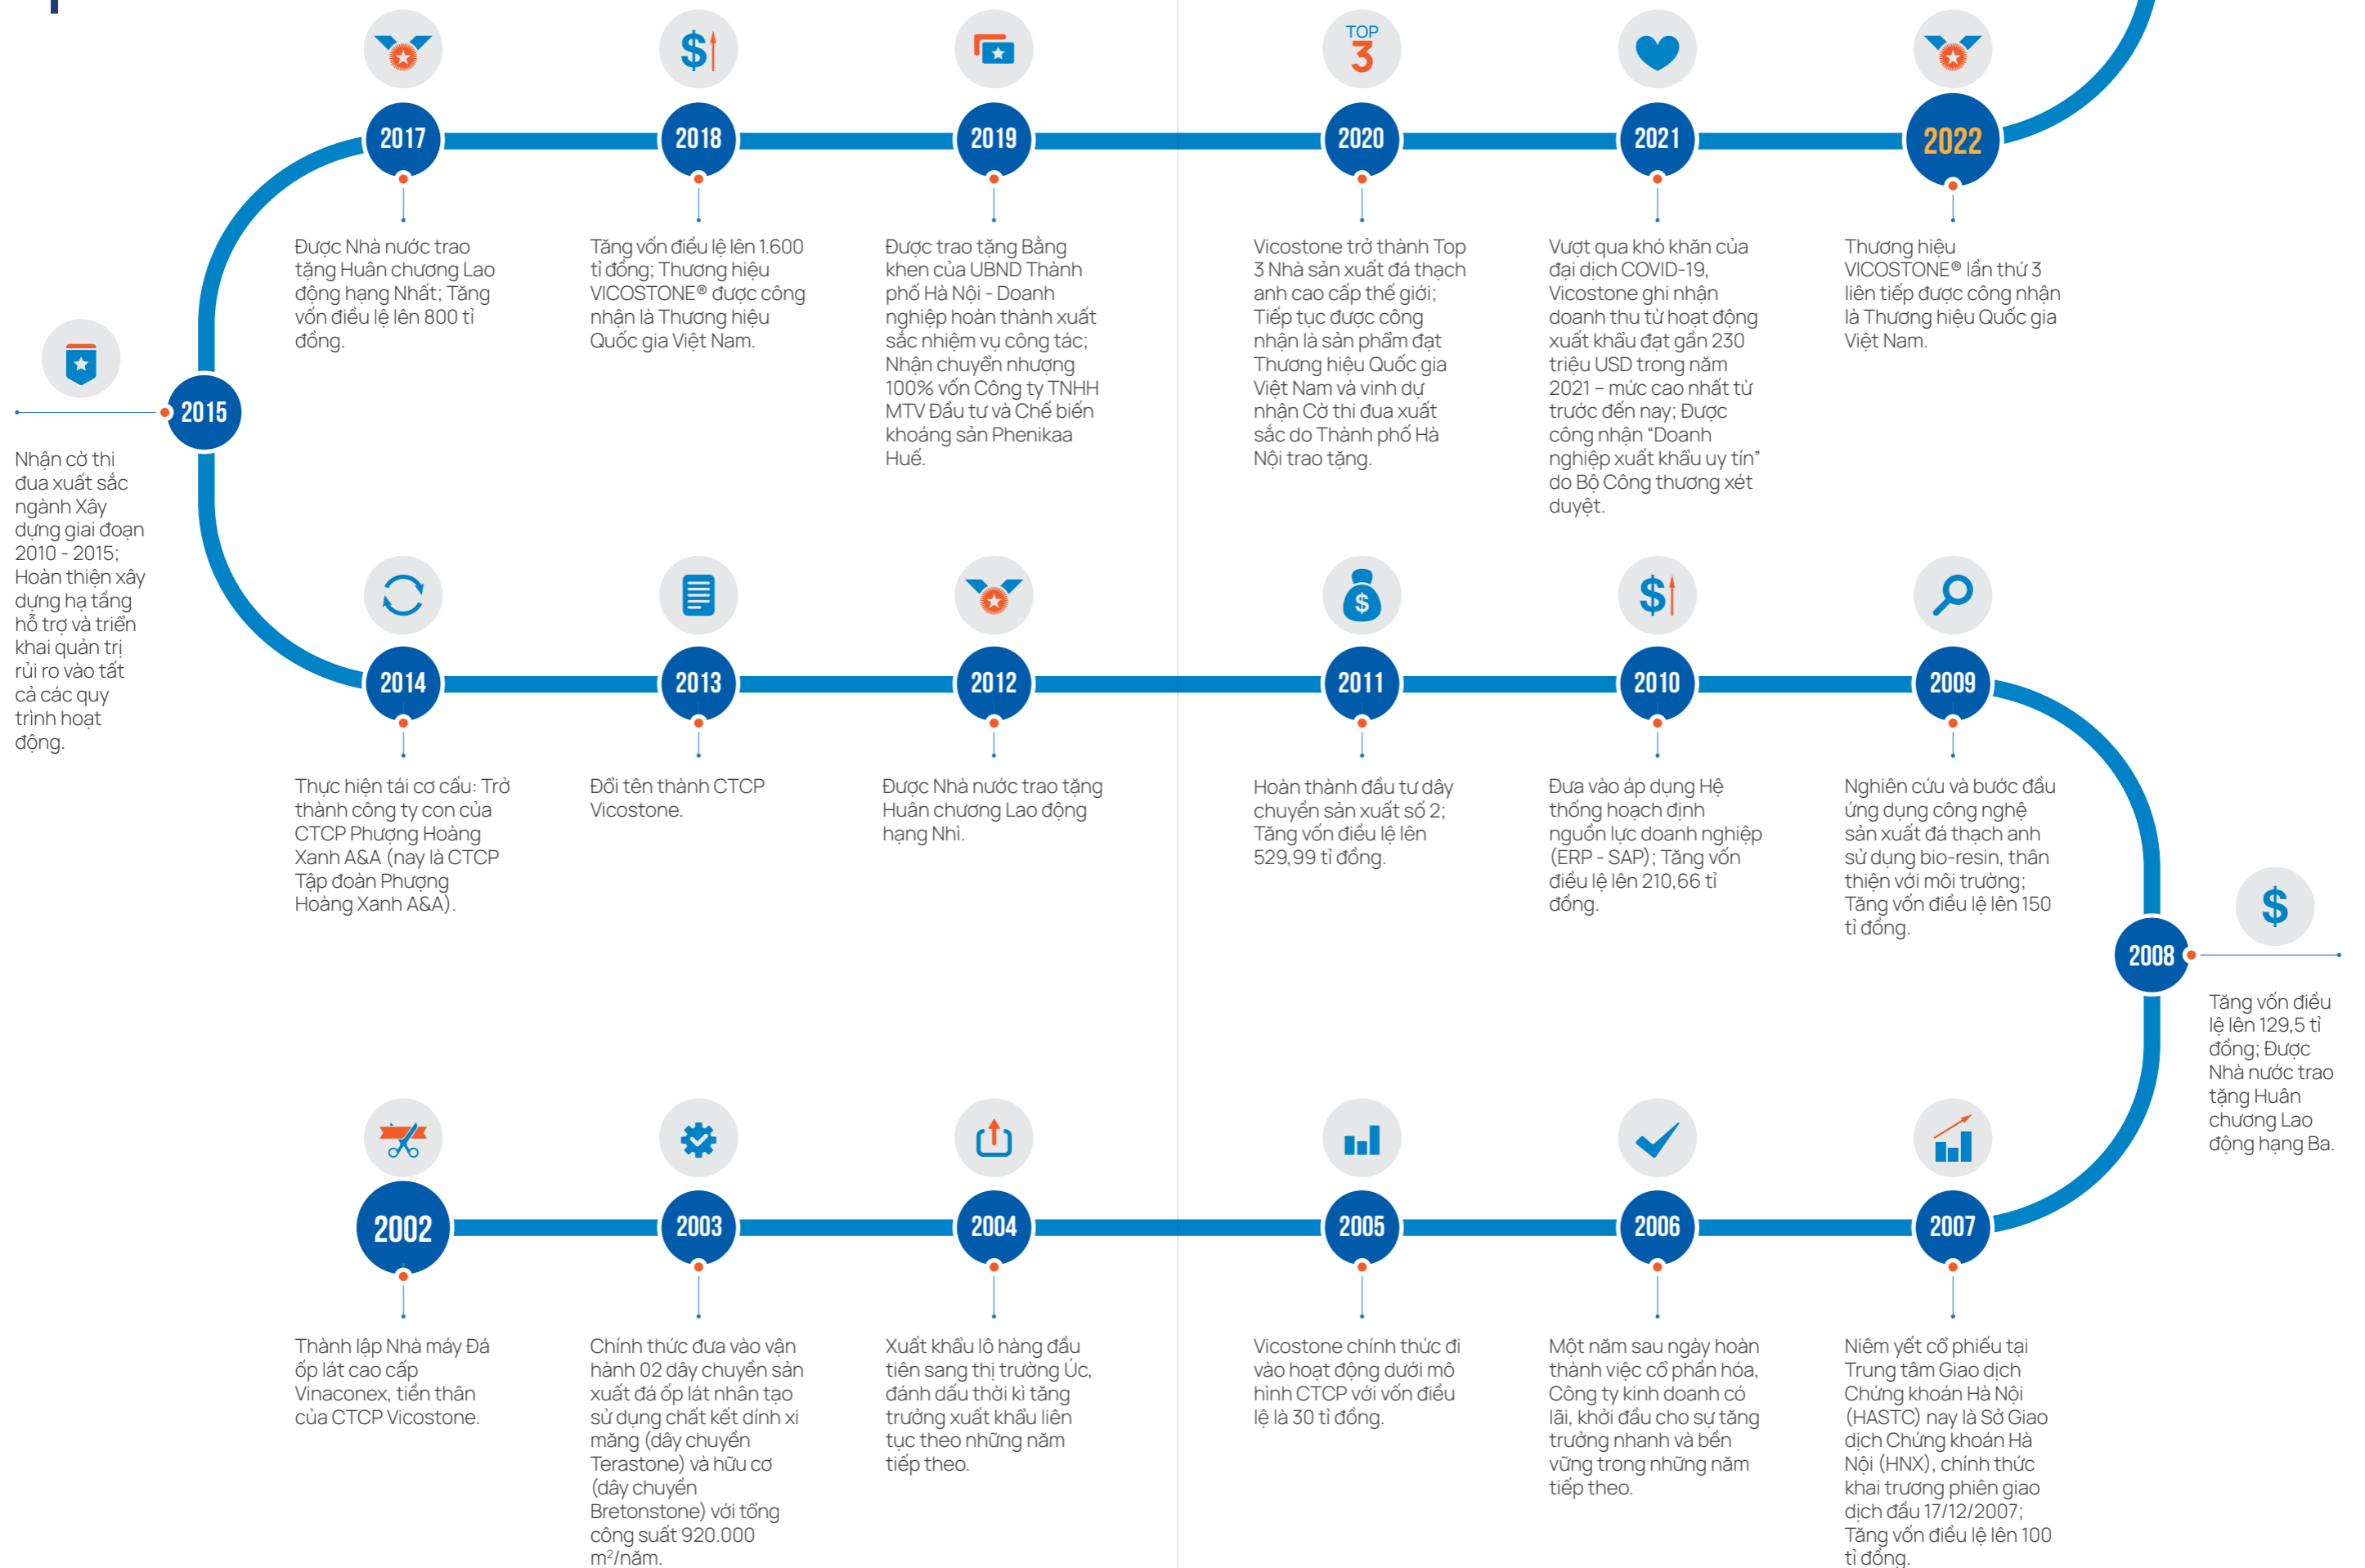 TOP
3
2017
2018
2019
2020
2021
2022
Được Nhà nước trao
tặng Huân chương Lao
động hạng Nhất; Tăng
vốn điều lệ lên 800 tỉ
đồng.
Tăng vốn điều lệ lên 1.600
tỉ đồng; Thương hiệu
VICOSTONE® được công
nhận là Thương hiệu
Quốc gia Việt Nam.
Được trao tặng Bằng
khen của UBND Thành
phố Hà Nội - Doanh
nghiệp hoàn thành xuất
sắc nhiệm vụ công tác;
Nhận chuyển nhượng
100% vốn Công ty TNHH
MTV Đầu tư và Chế biến
khoáng sản Phenikaa
Huế.
Vicostone trở thành Top
3 Nhà sản xuất đá thạch
anh cao cấp thế giới;
Tiếp tục được công
nhận là sản phẩm đạt
Thương hiệu Quốc gia
Việt Nam và vinh dự
nhận Cờ thi đua xuất
sắc do Thành phố Hà
Nội trao tặng.
Vượt qua khó khăn của
đại dịch COVID-19,
Vicostone ghi nhận
doanh thu từ hoạt động
xuất khẩu đạt gần 230
triệu USD trong năm
2021 – mức cao nhất từ
trước đến nay; Được
công nhận “Doanh
nghiệp xuất khẩu uy tín”
do Bộ Công thương xét
duyệt.
Thương hiệu
VICOSTONE® lần thứ 3
liên tiếp được công nhận
là Thương hiệu Quốc gia
Việt Nam.
2015
Nhận cờ thi
đua xuất sắc
ngành Xây
dựng giai đoạn
2010 - 2015;
Hoàn thiện xây
dựng hạ tầng
hỗ trợ và triển
khai quản trị
rủi ro vào tất
cả các quy
trình hoạt
động.
2014
2013
2012
2011
2010
2009
Thực hiện tái cơ cấu: Trở
thành công ty con của
CTCP Phượng Hoàng
Xanh A&A (nay là CTCP
Tập đoàn Phượng
Hoàng Xanh A&A).
Đổi tên thành CTCP
Vicostone.
Được Nhà nước trao tặng
Huân chương Lao động
hạng Nhì.
Hoàn thành đầu tư dây
chuyền sản xuất số 2;
Tăng vốn điều lệ lên
529,99 tỉ đồng.
Đưa vào áp dụng Hệ
thống hoạch định
nguồn lực doanh nghiệp
(ERP - SAP); Tăng vốn
điều lệ lên 210,66 tỉ
đồng.
Nghiên cứu và bước đầu
ứng dụng công nghệ
sản xuất đá thạch anh
sử dụng bio-resin, thân
thiện với môi trường;
Tăng vốn điều lệ lên 150
tỉ đồng.
2008
Tăng vốn điều
lệ lên 129,5 tỉ
đồng; Được
Nhà nước trao
tặng Huân
chương Lao
động hạng Ba.
2002
2003
2004
2005
2006
2007
Thành lập Nhà máy Đá
ốp lát cao cấp
Vinaconex, tiền thân
của CTCP Vicostone.
Chính thức đưa vào vận
hành 02 dây chuyền sản
xuất đá ốp lát nhân tạo
sử dụng chất kết dính xi
măng (dây chuyền
Terastone) và hữu cơ
(dây chuyền
Bretonstone) với tổng
công suất 920.000
m²/năm.
Xuất khẩu lô hàng đầu
tiên sang thị trường Úc,
đánh dấu thời kì tăng
trưởng xuất khẩu liên
tục theo những năm
tiếp theo.
Vicostone chính thức đi
vào hoạt động dưới mô
hình CTCP với vốn điều
lệ là 30 tỉ đồng.
Một năm sau ngày hoàn
thành việc cổ phần hóa,
Công ty kinh doanh có
lãi, khởi đầu cho sự tăng
trưởng nhanh và bền
vững trong những năm
tiếp theo.
Niêm yết cổ phiếu tại
Trung tâm Giao dịch
Chứng khoán Hà Nội
(HASTC) nay là Sở Giao
dịch Chứng khoán Hà
Nội (HNX), chính thức
khai trương phiên giao
dịch đầu 17/12/2007;
Tăng vốn điều lệ lên 100
tỉ đồng.